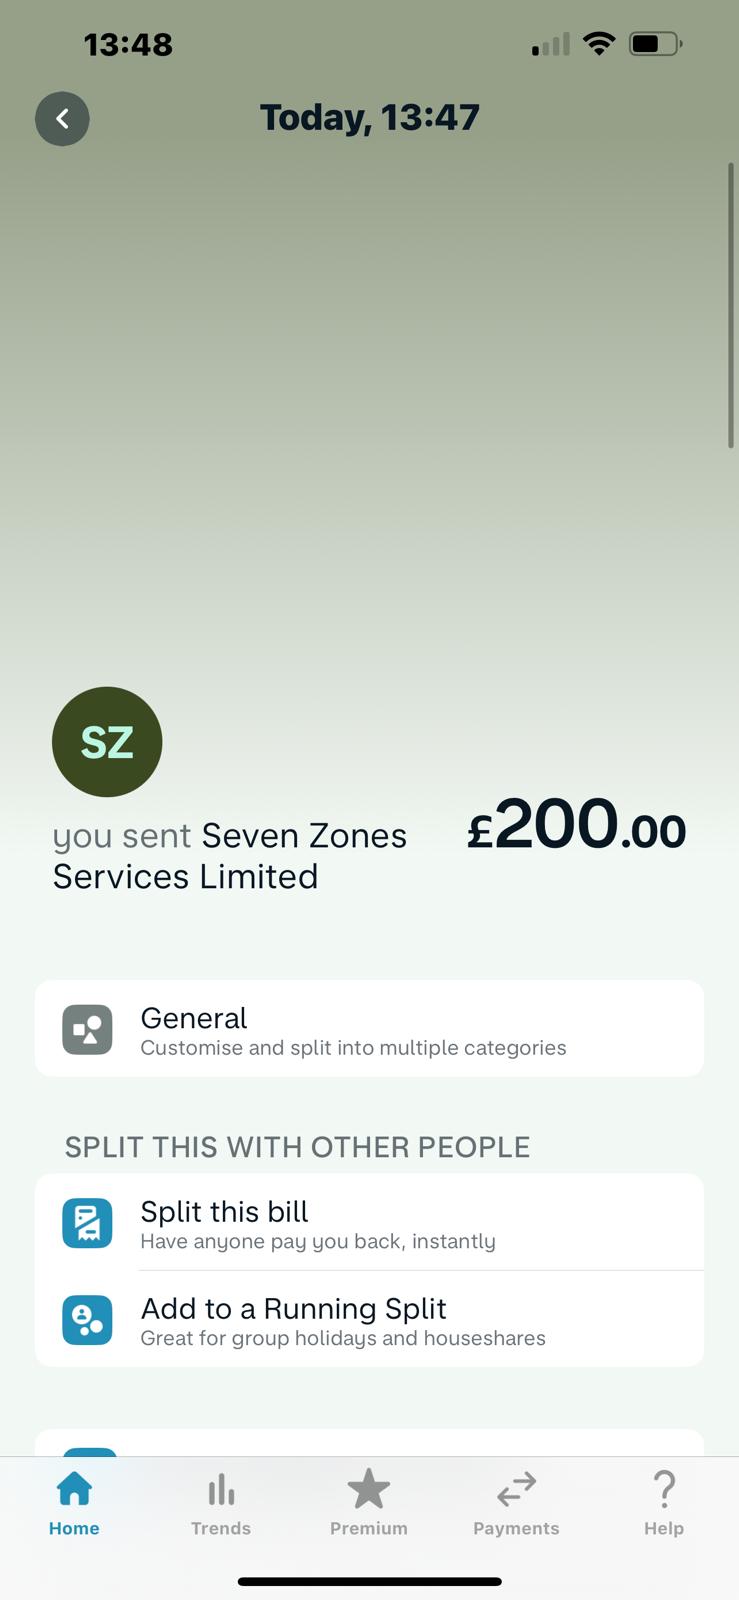 13:48
Today, 13:47
SZ
you sent Seven Zones
Services Limited
£200.00
General
Customise and split into multiple categories
SPLIT THIS WITH OTHER PEOPLE
Split this bill
Have anyone pay you back, instantly
Add to a Running Split
Great for group holidays and houseshares
Home
Trends
Premium
Payments
Help